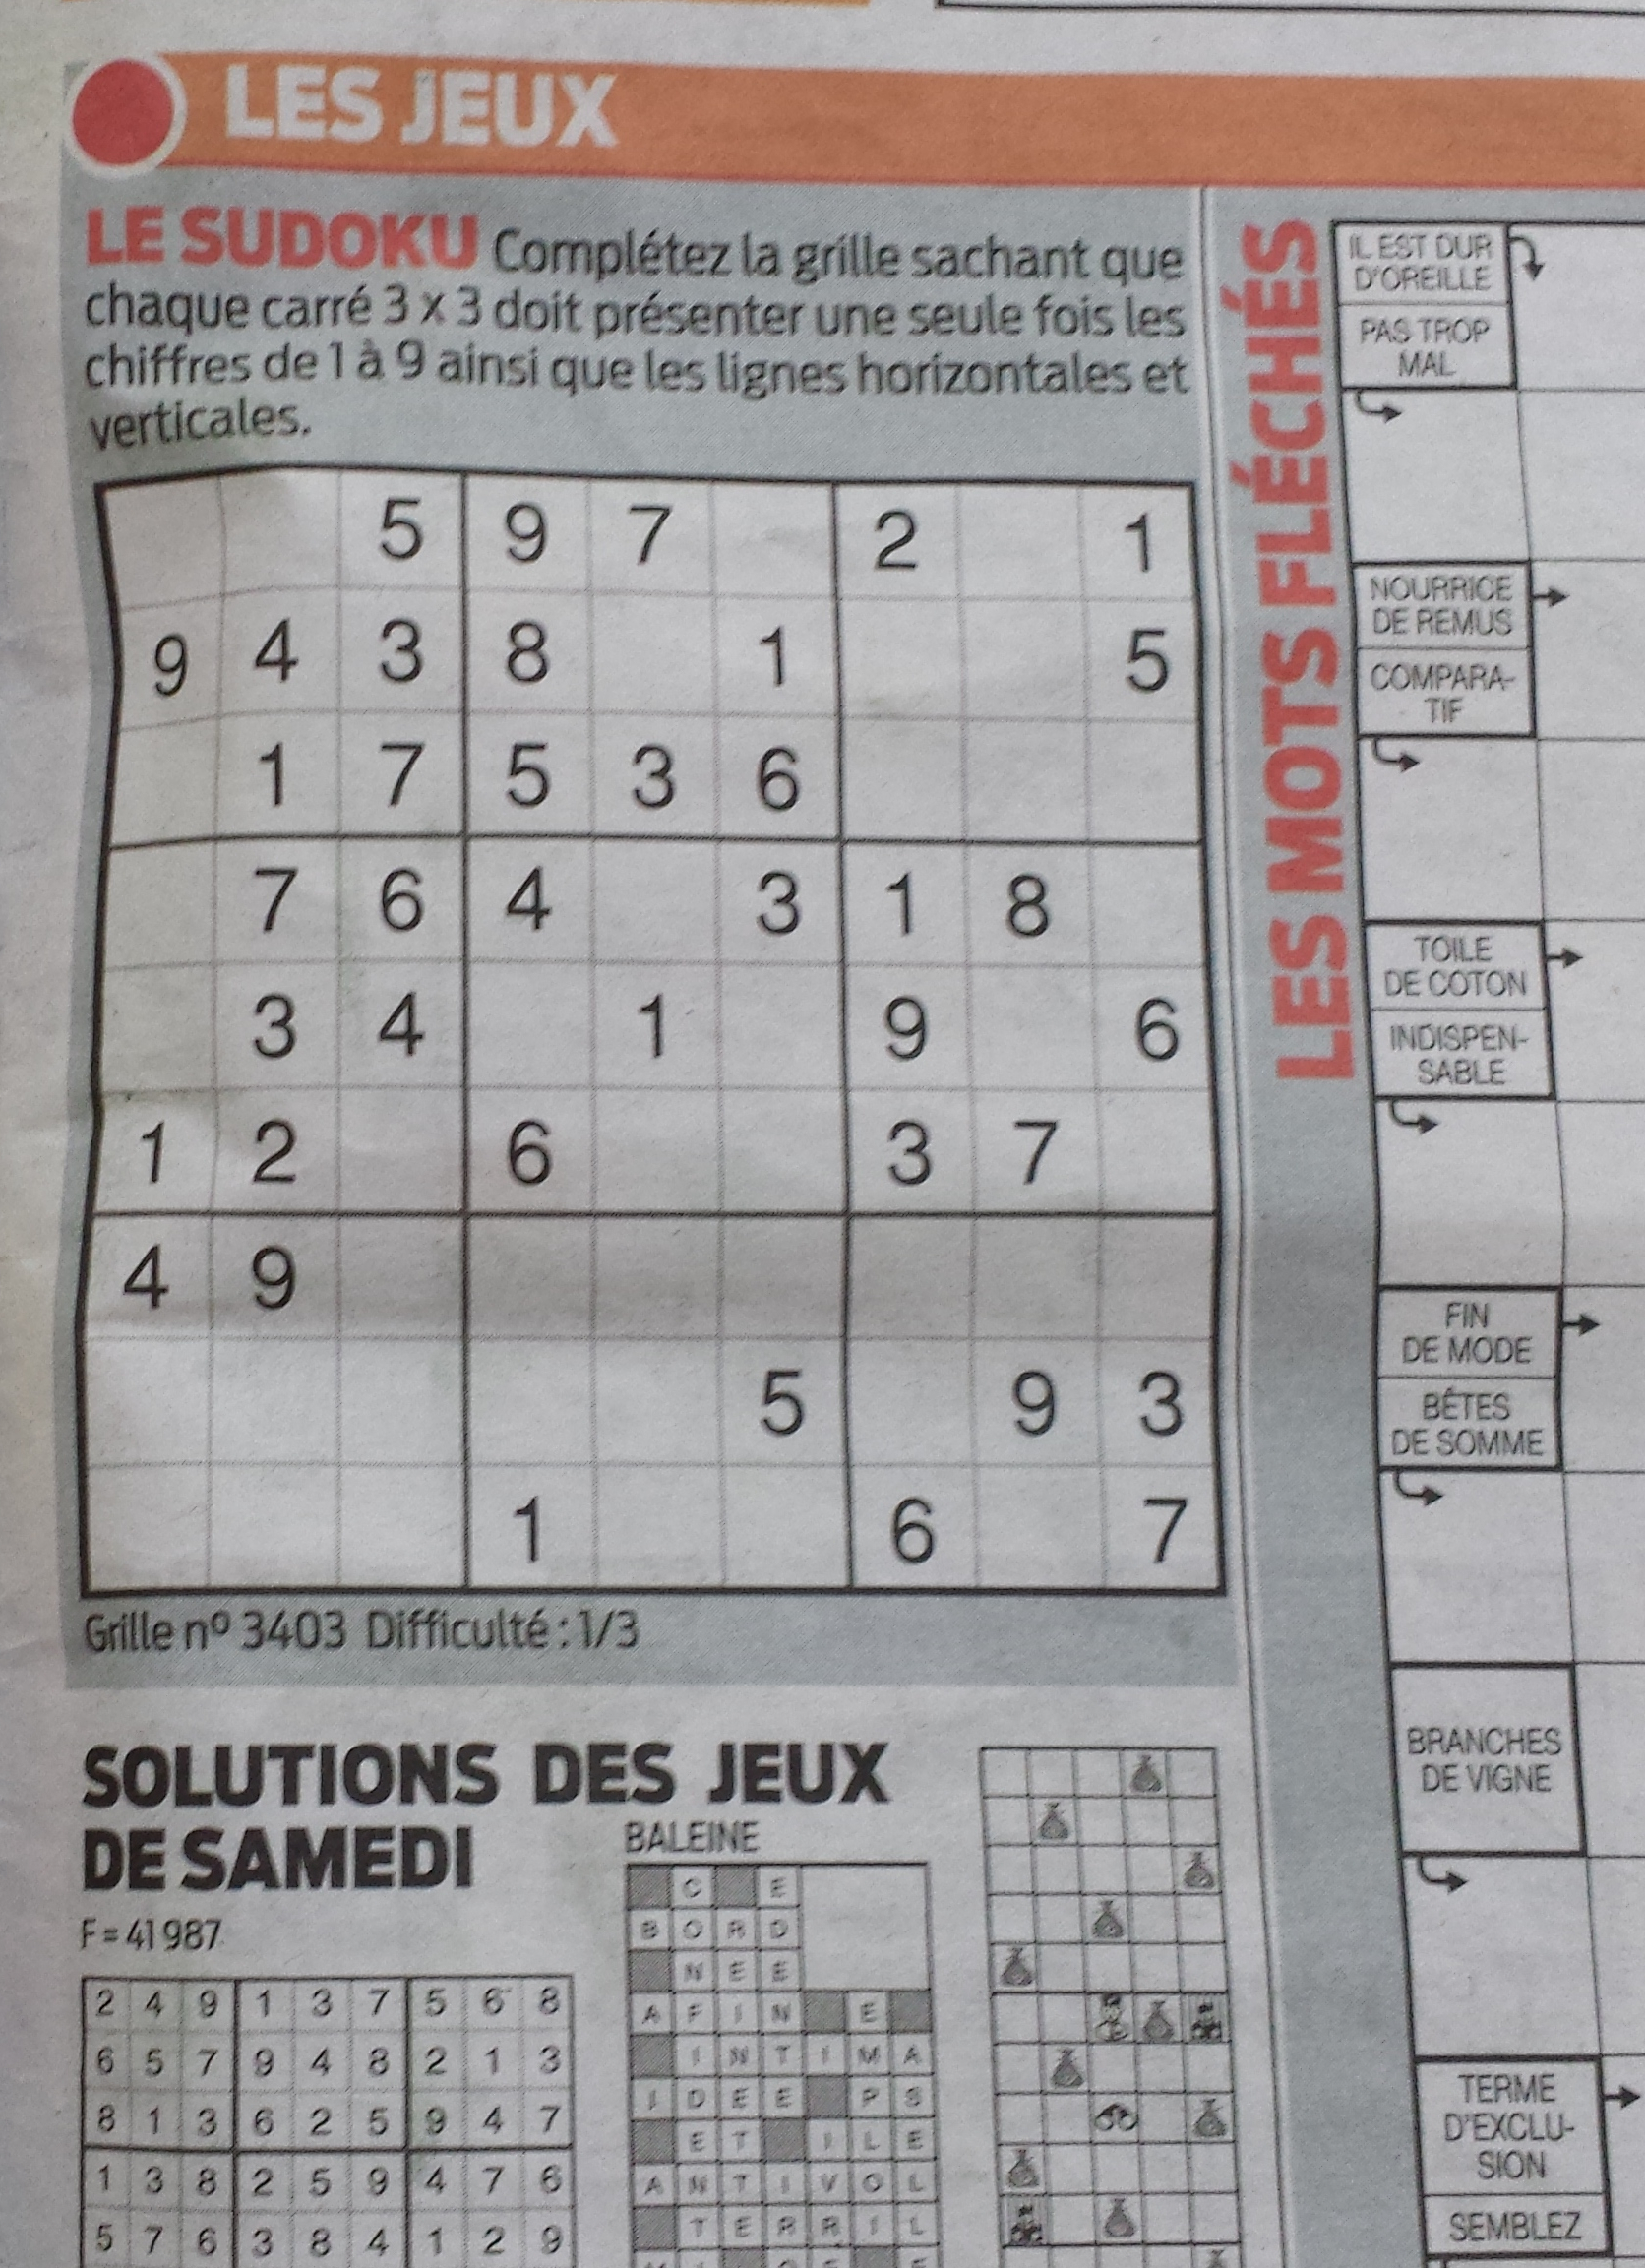 LES JEUX
LE SUDOKU Complétez la grille sachant que
chaque carré 3 x 3 doit présenter une seule fois les
chiffres de 1 à 9 ainsi que les lignes horizontales et
verticales.
5 9 7 2 1
9 4 3 8 1 5
1 7 5 3 6
7 6 4 3 1 8
3 4 1 9 6
1 2 6 3 7
4 9
5 9 3
1 6 7
Grille nº 3403 Difficulté : 1/3
LES MOTS FLÉCHÉS
IL EST DUR
D'OREILLE
PAS TROP
MAL
NOURRICE
DE REMUS
COMPARA-
TIF
TOILE
DE COTON
INDISPEN-
SABLE
FIN
DE MODE
BÊTES
DE SOMME
BRANCHES
DE VIGNE
TERME
D'EXCLU-
SION
SEMBLEZ
SOLUTIONS DES JEUX
DE SAMEDI
F = 41 987
2 4 9 1 3 7 5 6 8
6 5 7 9 4 8 2 1 3
8 1 3 6 2 5 9 4 7
1 3 8 2 5 9 4 7 6
5 7 6 3 8 4 1 2 9
BALEINE
C E
B O R D
N E E
A F I N E
I N T I M A
I D E E P S
E T I L E
A N T I V O L
T E R R I L